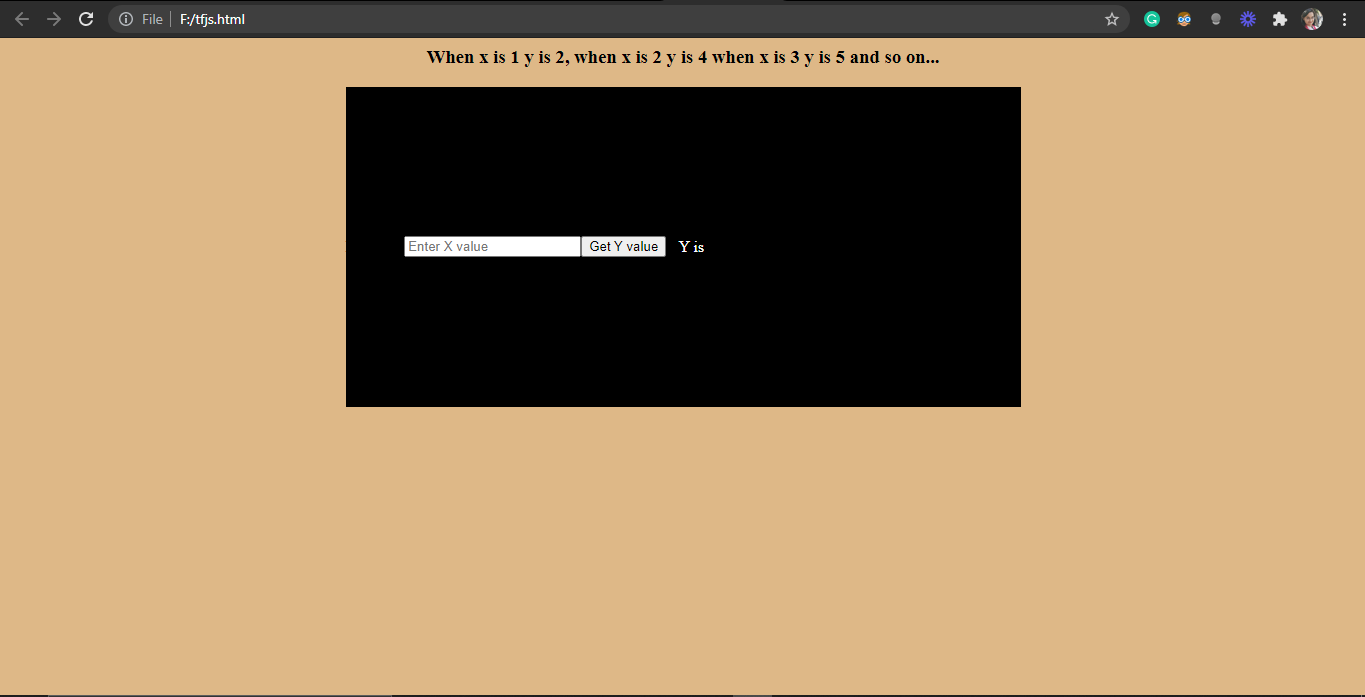 File F:/tfjs.html
When x is 1 y is 2, when x is 2 y is 4 when x is 3 y is 5 and so on...
Enter X value Get Y value Y is